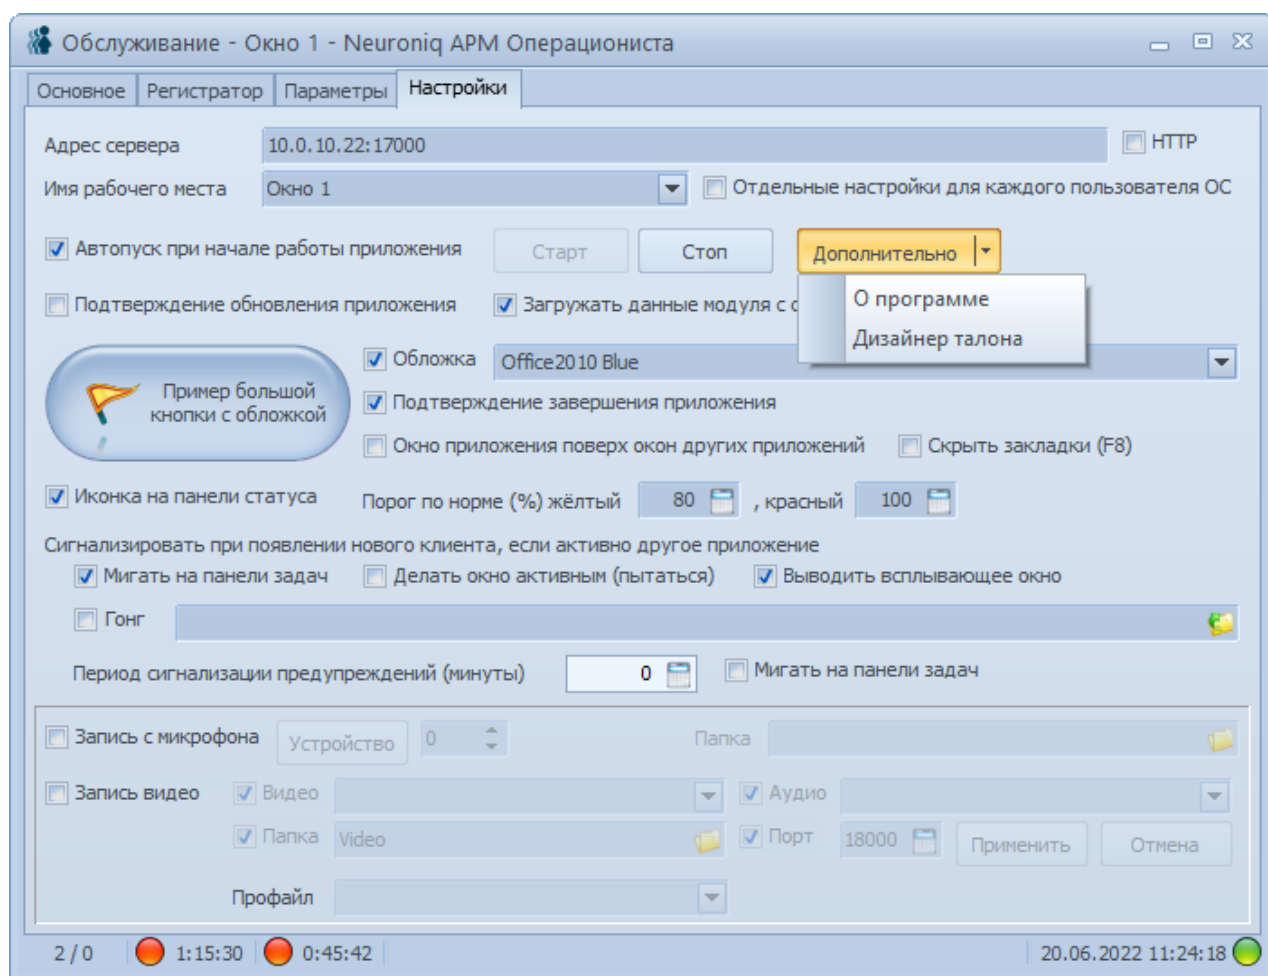 Обслуживание - Окно 1 - Neuroniq АРМ Операциониста
Основное Регистратор Параметры Настройки
Адрес сервера 10.0.10.22:17000 HTTP
Имя рабочего места Окно 1 Отдельные настройки для каждого пользователя ОС
Автопуск при начале работы приложения Старт Стоп Дополнительно
О программе
Подтверждение обновления приложения Загружать данные модуля с
Дизайнер талона
Обложка Office2010 Blue
Пример большой
кнопки с обложкой
Подтверждение завершения приложения
Окно приложения поверх окон других приложений Скрыть закладки (F8)
Иконка на панели статуса Порог по норме (%) жёлтый 80 , красный 100
Сигнализировать при появлении нового клиента, если активно другое приложение
Мигать на панели задач Делать окно активным (пытаться) Выводить всплывающее окно
Гонг
Период сигнализации предупреждений (минуты) 0 Мигать на панели задач
Запись с микрофона Устройство 0 Папка
Запись видео Видео Аудио
Папка Video Порт 18000 Применить Отмена
Профайл
2 / 0 1:15:30 0:45:42 20.06.2022 11:24:18